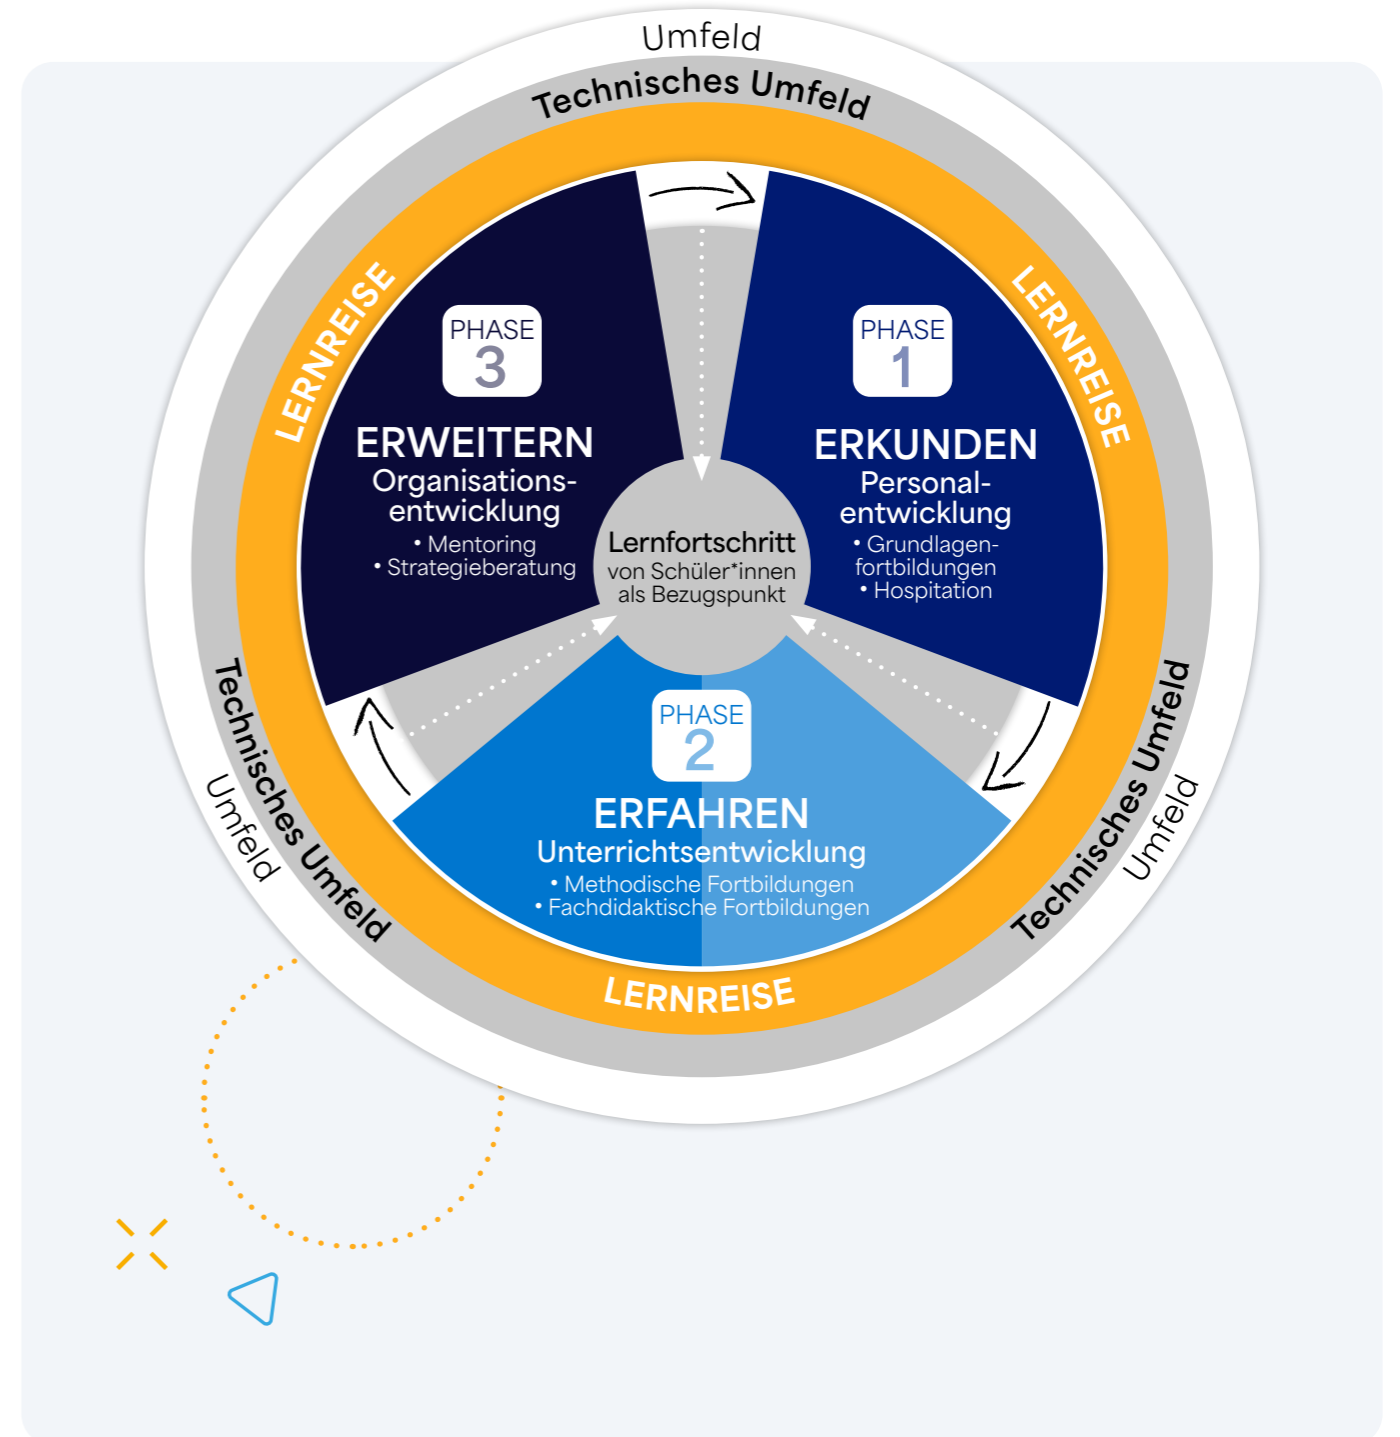 Umfeld
Technisches Umfeld
LERNREISE
LERNREISE
PHASE
3
ERWEITERN
Organisations-
entwicklung
• Mentoring
• Strategieberatung
PHASE
1
ERKUNDEN
Personal-
entwicklung
• Grundlagen-
fortbildungen
• Hospitation
Lernfortschritt
von Schüler*innen
als Bezugspunkt
PHASE
2
ERFAHREN
Unterrichtsentwicklung
• Methodische Fortbildungen
• Fachdidaktische Fortbildungen
Technisches Umfeld
Umfeld
Technisches Umfeld
Umfeld
LERNREISE